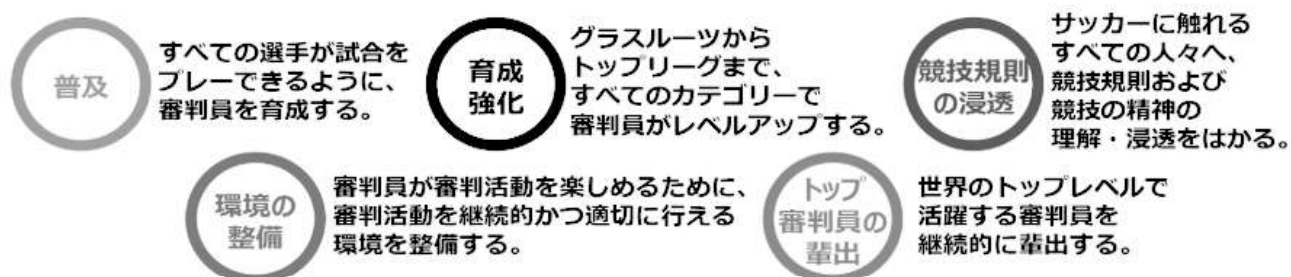 普及
すべての選手が試合を
プレーできるように、
審判員を育成する。
育成
強化
グラスルーツから
トップリーグまで、
すべてのカテゴリーで
審判員がレベルアップする。
競技規則
の浸透
サッカーに触れる
すべての人々へ、
競技規則および
競技の精神の
理解・浸透をはかる。
環境の
整備
審判員が審判活動を楽しめるために、
審判活動を継続的かつ適切に行える
環境を整備する。
トップ
審判員の
輩出
世界のトップレベルで
活躍する審判員を
継続的に輩出する。